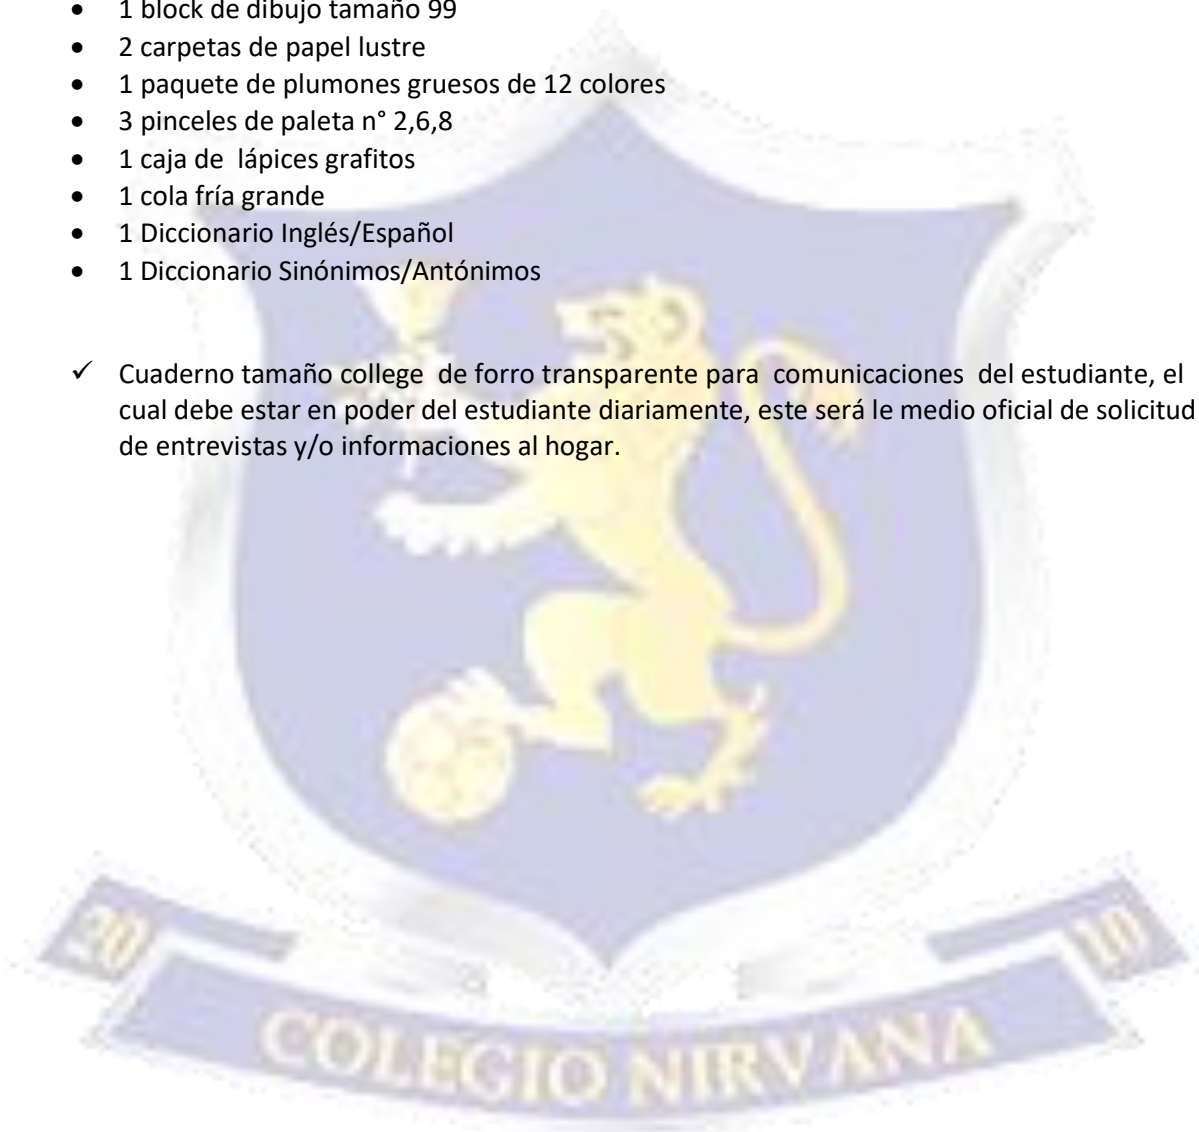 • 1 block de dibujo tamaño 99
• 2 carpetas de papel lustre
• 1 paquete de plumones gruesos de 12 colores
• 3 pinceles de paleta n° 2,6,8
• 1 caja de  lápices grafitos
• 1 cola fría grande
• 1 Diccionario Inglés/Español
• 1 Diccionario Sinónimos/Antónimos
✓ Cuaderno tamaño college  de forro transparente para  comunicaciones  del estudiante, el
cual debe estar en poder del estudiante diariamente, este será le medio oficial de solicitud
de entrevistas y/o informaciones al hogar.
20 10
COLEGIO NIRVANA